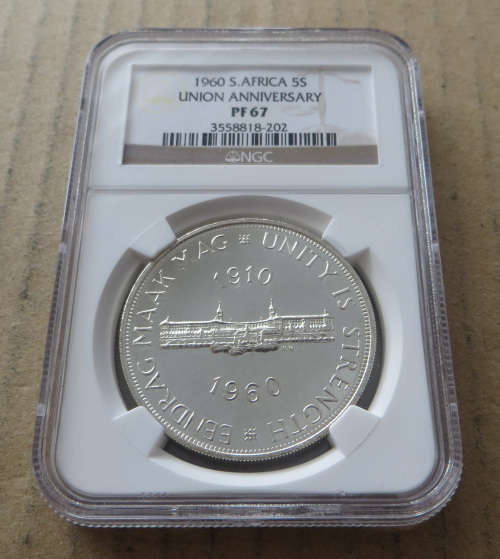 1960 S.AFRICA 5S
UNION ANNIVERSARY
PF 67
3558818-202
NGC
EENDRAG MAAK MAG
UNITY IS STRENGTH
1910
1960